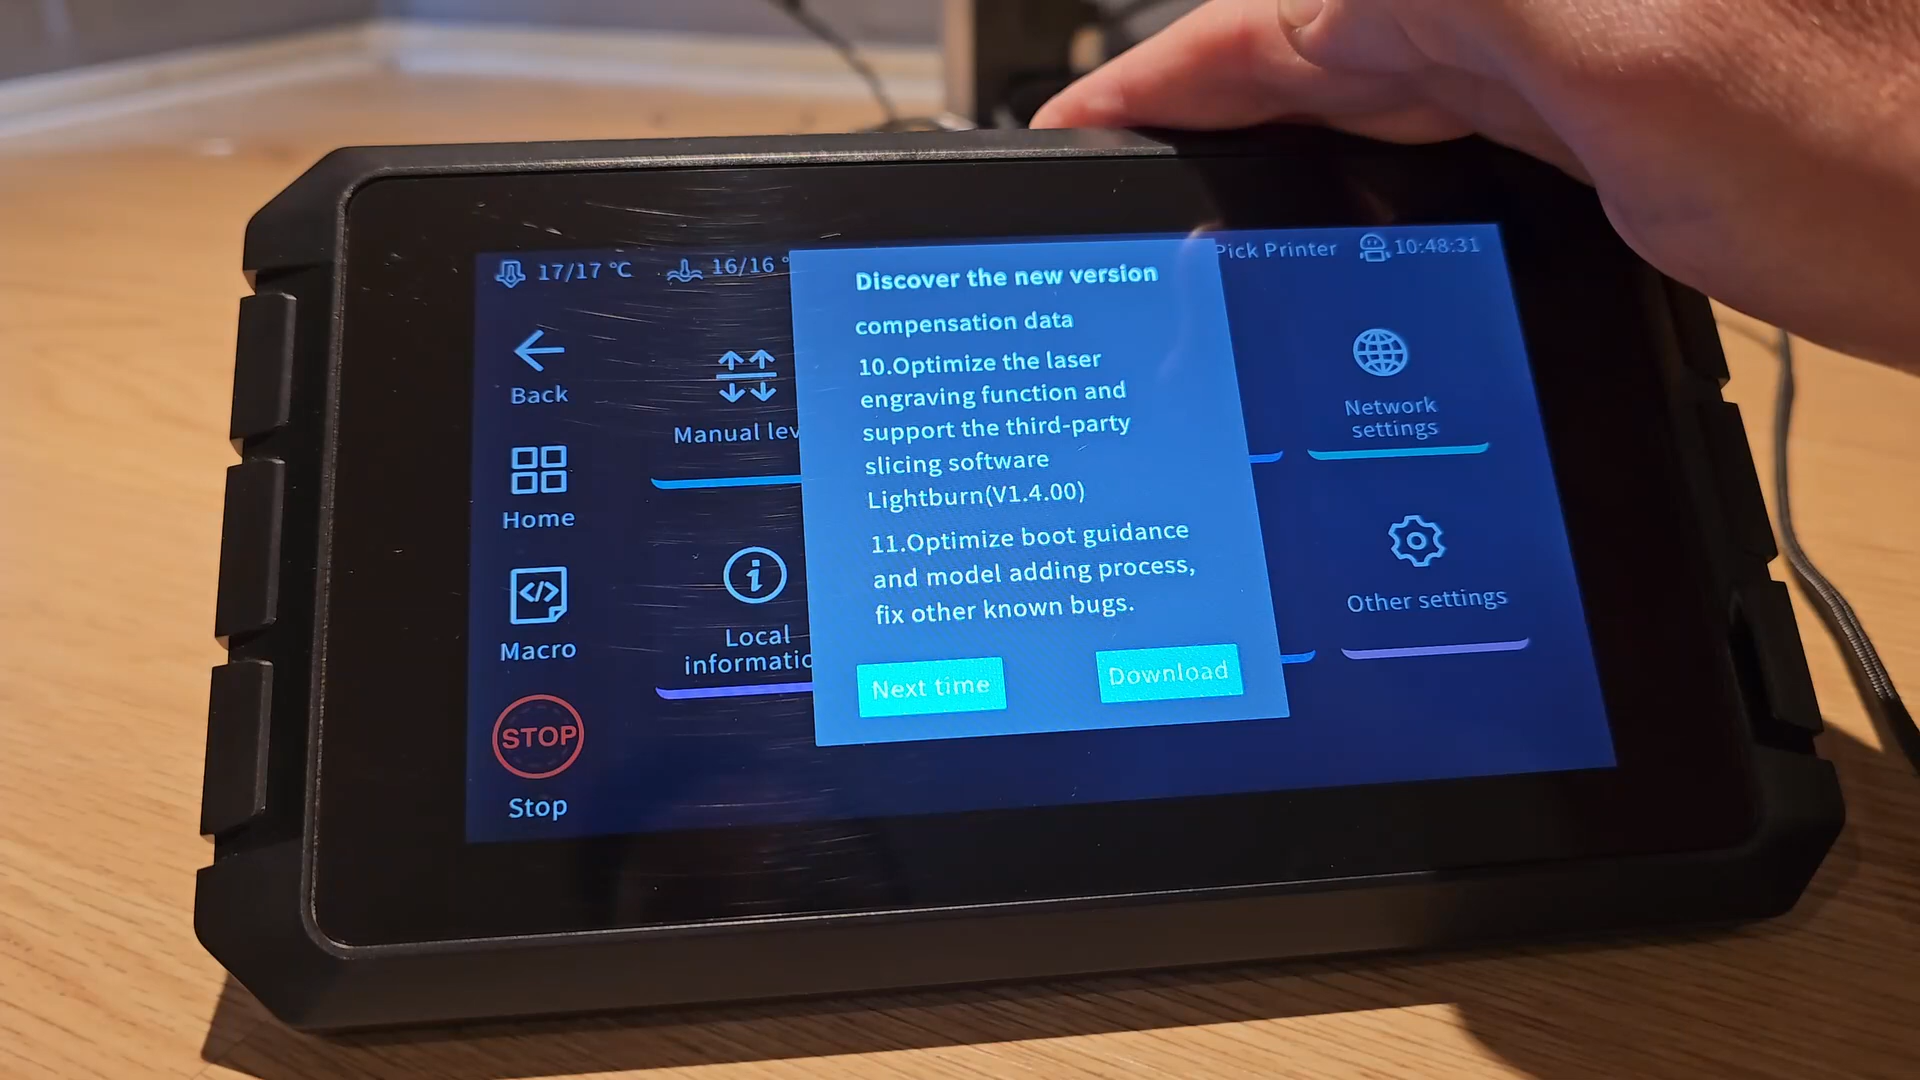 17/17 °C
16/16 °
Pick Printer
10:48:31
Back
Home
Macro
STOP
Stop
Manual lev
Local
informatic
Discover the new version
compensation data
10.Optimize the laser
engraving function and
support the third-party
slicing software
Lightburn(V1.4.00)
11.Optimize boot guidance
and model adding process,
fix other known bugs.
Next time
Download
Network
settings
Other settings